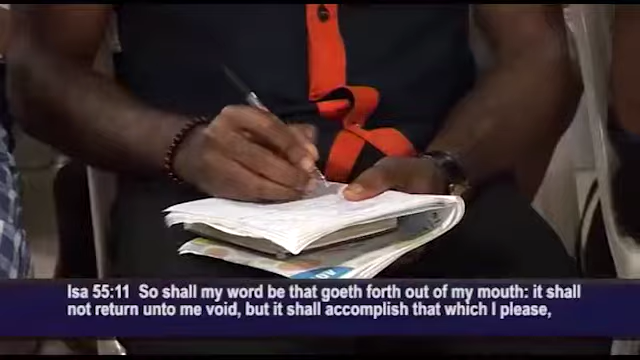 Isa 55:11 So shall my word be that goeth forth out of my mouth: it shall
not return unto me void, but it shall accomplish that which I please,